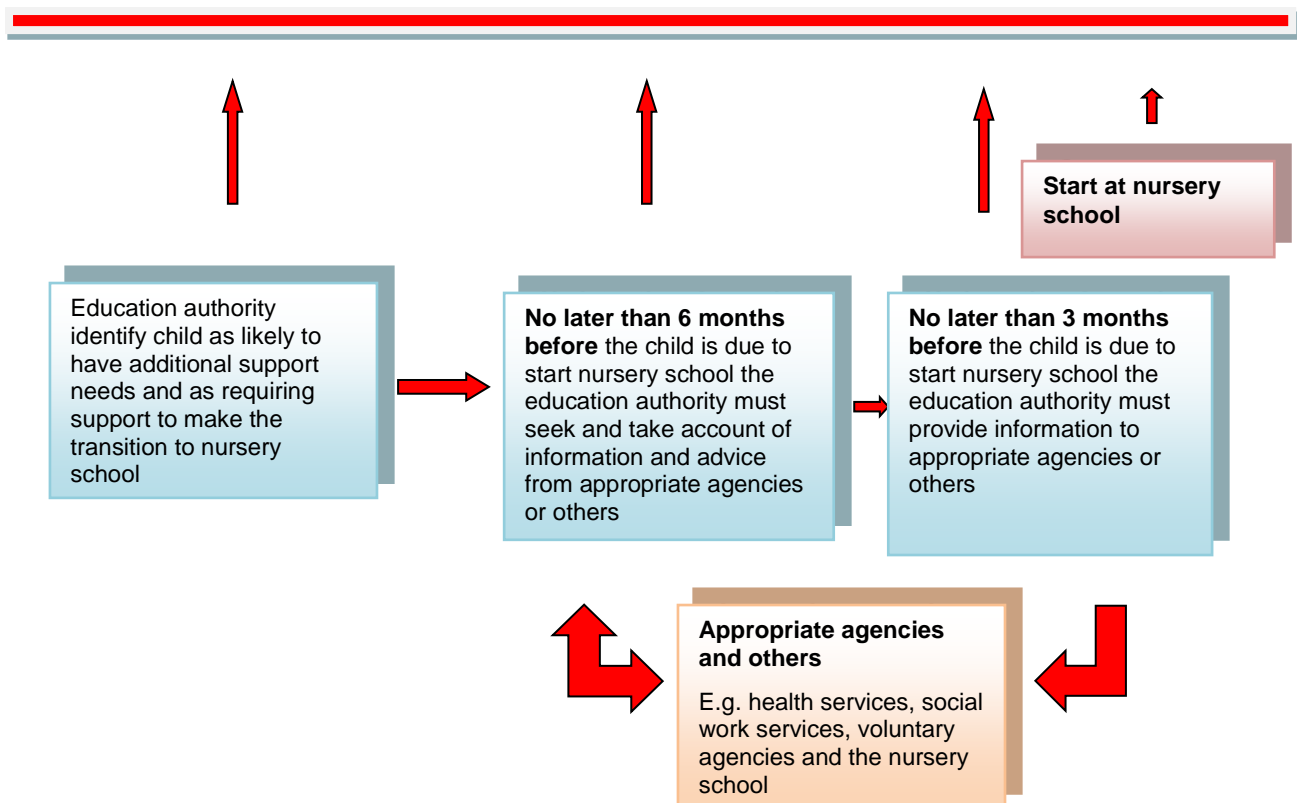 Start at nursery
school
Education authority
identify child as likely to
have additional support
needs and as requiring
support to make the
transition to nursery
school
No later than 6 months
before the child is due to
start nursery school the
education authority must
seek and take account of
information and advice
from appropriate agencies
or others
No later than 3 months
before the child is due to
start nursery school the
education authority must
provide information to
appropriate agencies or
others
Appropriate agencies
and others
E.g. health services, social
work services, voluntary
agencies and the nursery
school